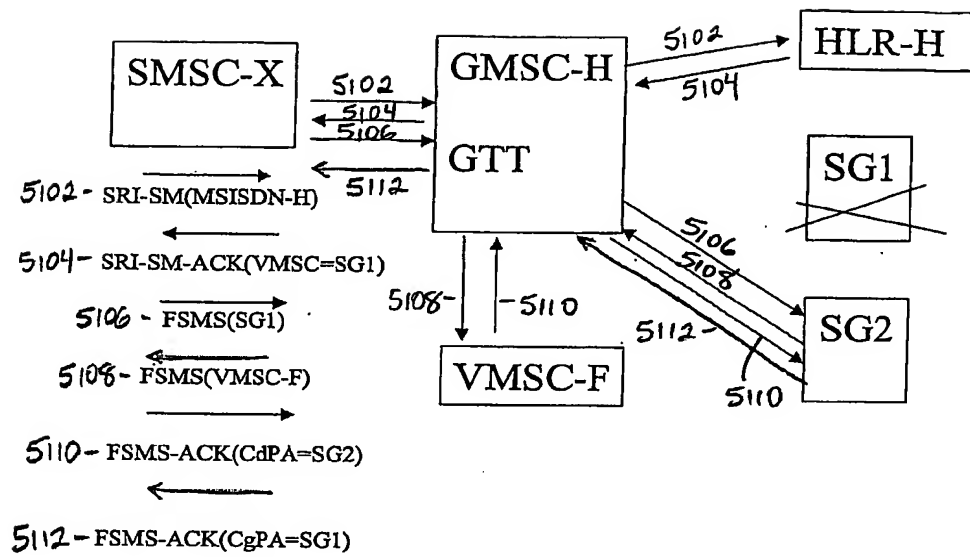 SMSC-X
5102
5104
5106
5112
GMSC-H
GTT
5102
5104
HLR-H
SG1
5106
5108
5112
5110
SG2
5108
5110
VMSC-F
5102- SRI-SM(MSISDN-H)
5104- SRI-SM-ACK(VMSC=SG1)
5106- FSMS(SG1)
5108- FSMS(VMSC-F)
5110- FSMS-ACK(CdPA=SG2)
5112- FSMS-ACK(CgPA=SG1)